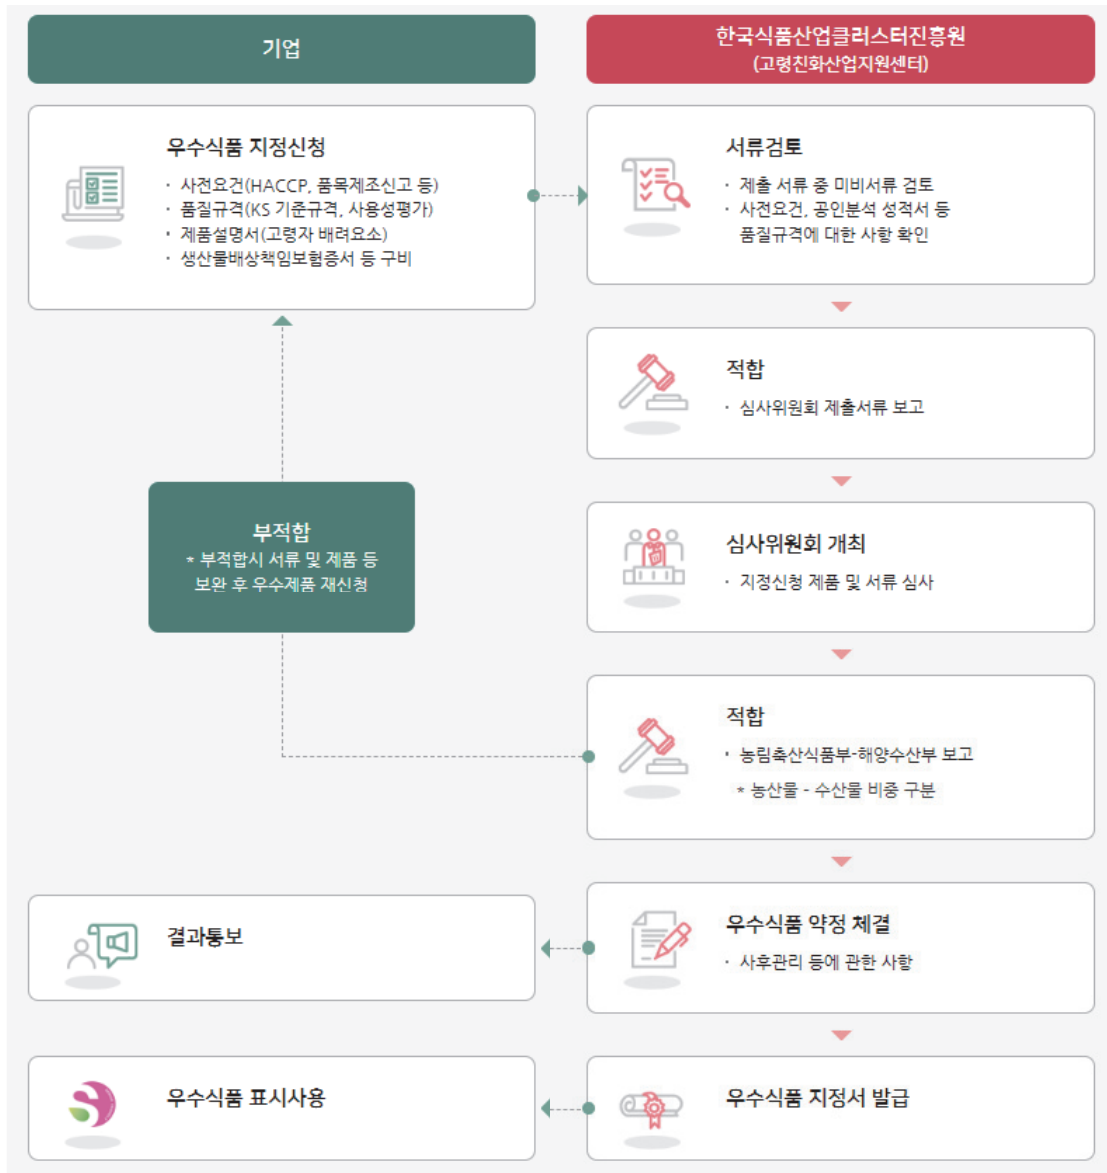 기업
한국식품산업클러스터진흥원
(고령친화산업지원센터)
우수식품 지정신청
· 사전요건(HACCP, 품목제조신고 등)
· 품질규격(KS 기준규격, 사용성평가)
· 제품설명서(고령자 배려요소)
· 생산물배상책임보험증서 등 구비
서류검토
· 제출 서류 중 미비서류 검토
· 사전요건, 공인분석 성적서 등
품질규격에 대한 사항 확인
적합
· 심사위원회 제출서류 보고
부적합
* 부적합시 서류 및 제품 등
보완 후 우수제품 재신청
심사위원회 개최
· 지정신청 제품 및 서류 심사
적합
· 농림축산식품부-해양수산부 보고
* 농산물 - 수산물 비중 구분
결과통보
우수식품 약정 체결
· 사후관리 등에 관한 사항
우수식품 표시사용
우수식품 지정서 발급